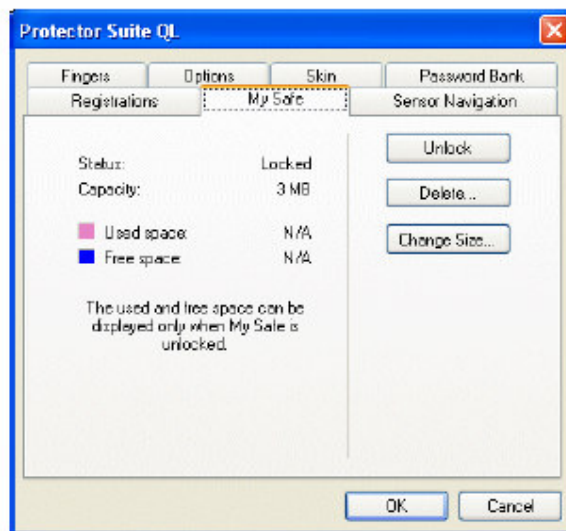 Protector Suite QL
Fingers Options Skin Password Bank
Registrations My Safe Sensor Navigation
Status: Locked
Capacity: 3 MB
Used space: N/A
Free space: N/A
The used and free space can be
displayed only when My Safe is
unlocked.
Unlock
Delete...
Change Size...
OK Cancel